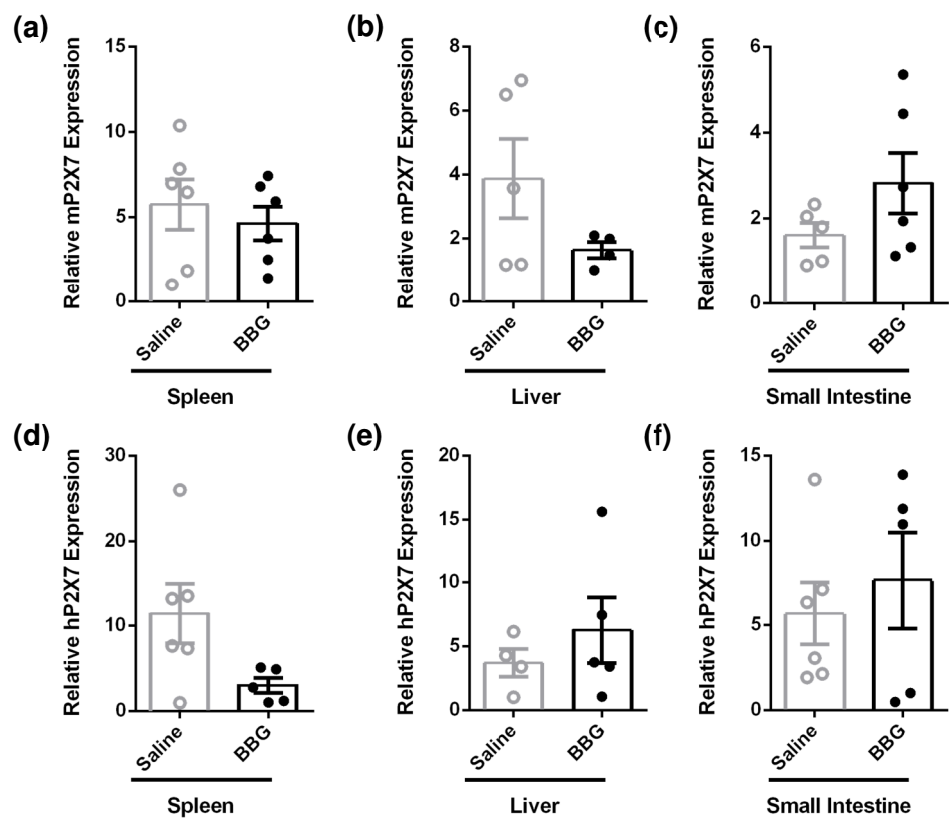 (a)
Relative mP2X7 Expression
15
10
5
0
Saline
BBG
Spleen
(b)
Relative mP2X7 Expression
8
6
4
2
0
Saline
BBG
Liver
(c)
Relative mP2X7 Expression
6
4
2
0
Saline
BBG
Small Intestine
(d)
Relative hP2X7 Expression
30
20
10
0
Saline
BBG
Spleen
(e)
Relative hP2X7 Expression
20
15
10
5
0
Saline
BBG
Liver
(f)
Relative hP2X7 Expression
15
10
5
0
Saline
BBG
Small Intestine